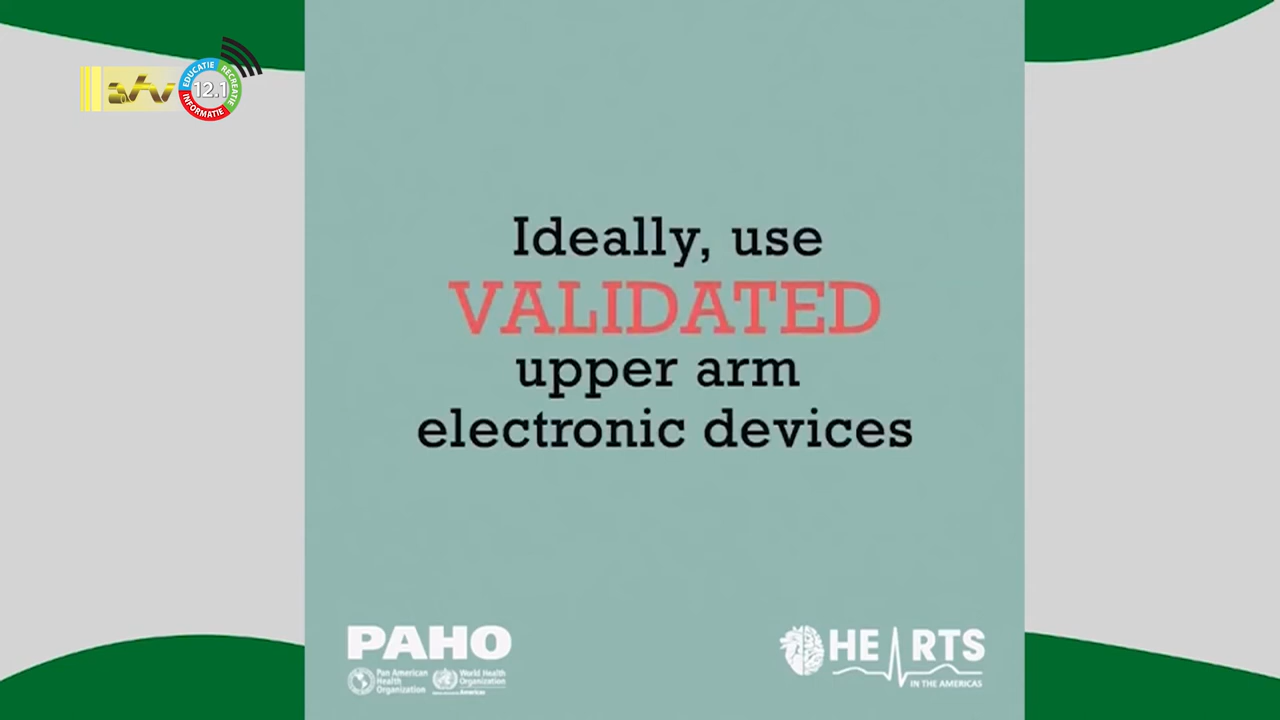 EDUCATIE
RECREATIE
INFORMATIE
12.1
Ideally, use
VALIDATED
upper arm
electronic devices
PAHO
Pan American
Health
Organization
World Health
Organization
Americas
HEARTS
IN THE AMERICAS